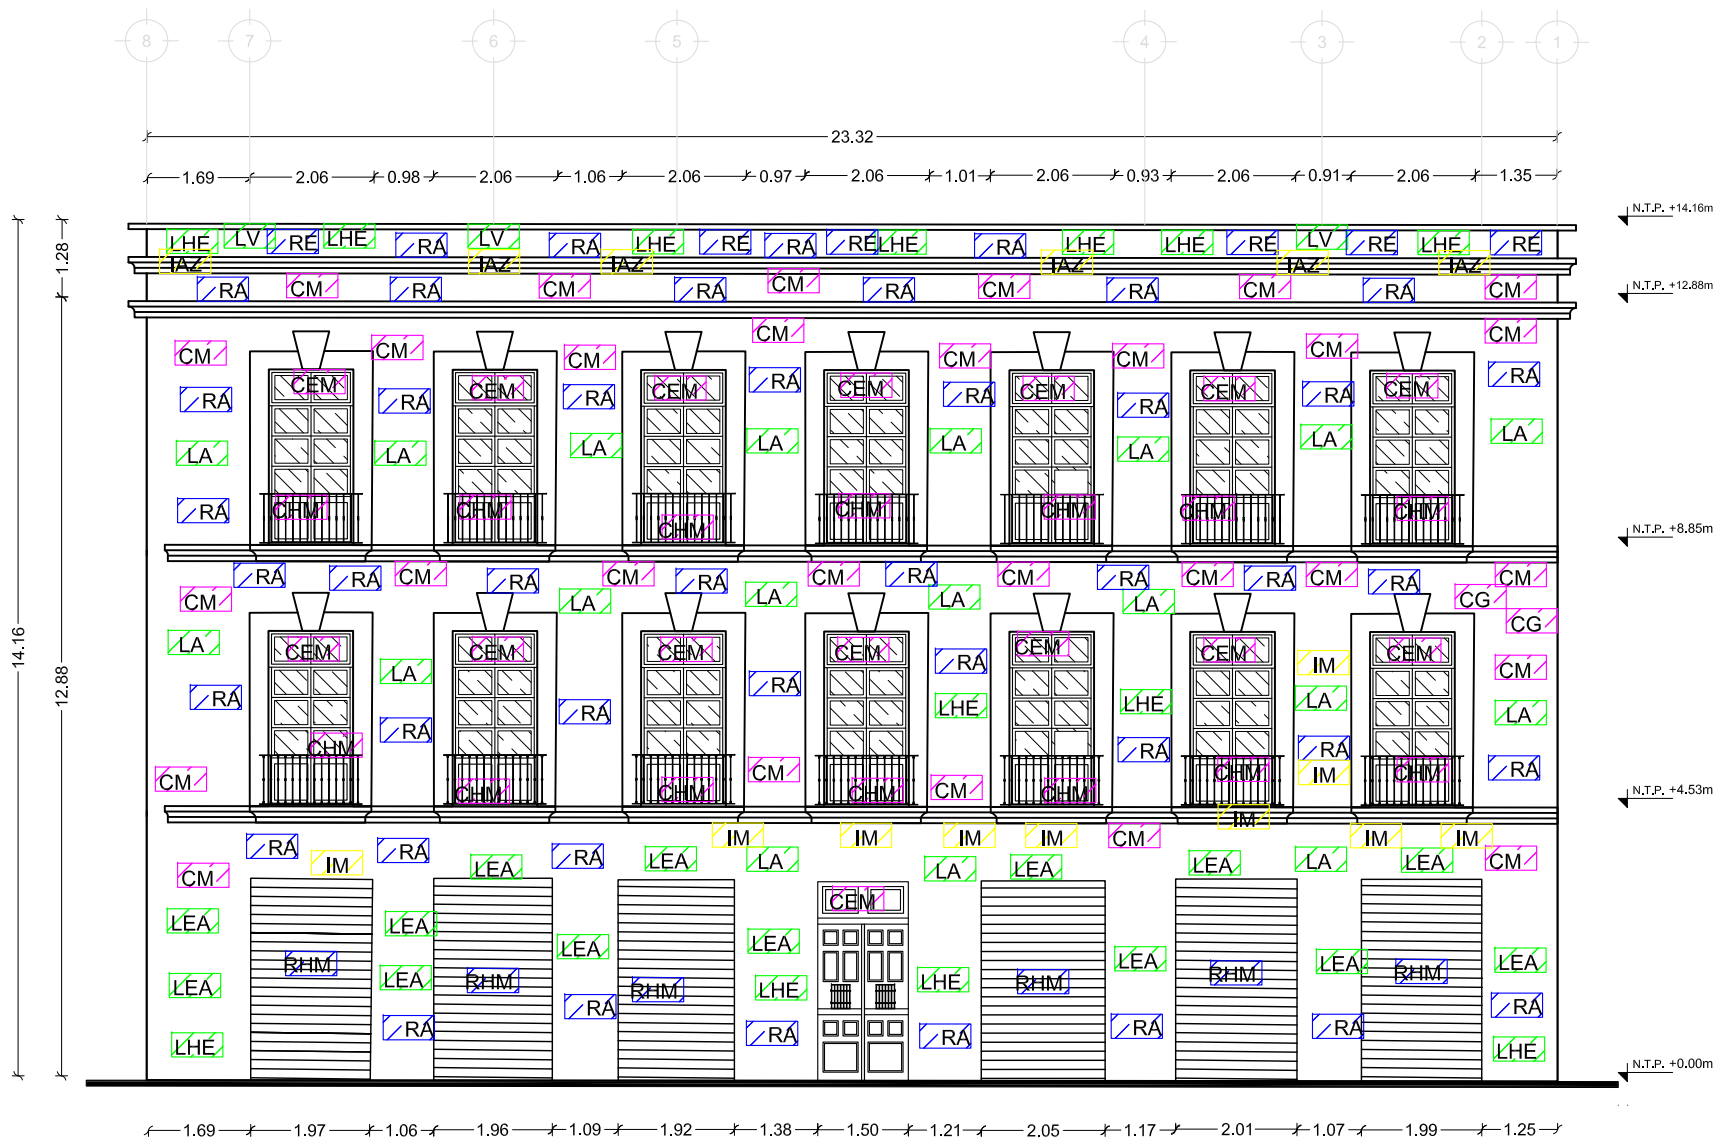 8 7 6 5 4 3 2 1
23.32
1.69 2.06 0.98 2.06 1.06 2.06 0.97 2.06 1.01 2.06 0.93 2.06 0.91 2.06 1.35
N.T.P. +14.16m
LHE LV RE LHE RA LV RA LHE RE RA RE LHE RA LHE LHE RE LV RE LHE RE
IAZ IAZ IAZ IAZ IAZ IAZ
1.28
RA CM RA CM RA CM RA CM RA CM RA CM
N.T.P. +12.88m
CM CM CM CM CM CM CM CM
CEM CEM CEM CEM CEM CEM CEM
RA RA RA RA RA RA RA RA
LA LA LA LA LA LA LA LA
RA CHM CHM CHM CHM CHM CHM CHM
N.T.P. +8.85m
RA RA CM RA CM RA CM RA CM RA CM RA CM RA CM
CM LA LA LA LA CG
CG
LA CEM CEM CEM CEM CEM CEM CEM
14.16
12.88
LA RA IM CM
RA RA RA LHE LHE LA LA
RA RA RA
CHM CM CM CHM CHM IM RA
CM CHM CHM CHM CM CHM
N.T.P. +4.53m
IM
RA RA RA IM IM IM IM CM IM IM
IM LEA LEA LA LA LEA LEA LA LEA CM
CM
CEM
LEA LEA LEA LEA LEA LEA LEA
RHM LEA RHM RHM LHE LHE RHM RHM RHM
LEA RA RA
RA RA RA RA RA
LHE LHE
N.T.P. +0.00m
1.69 1.97 1.06 1.96 1.09 1.92 1.38 1.50 1.21 2.05 1.17 2.01 1.07 1.99 1.25